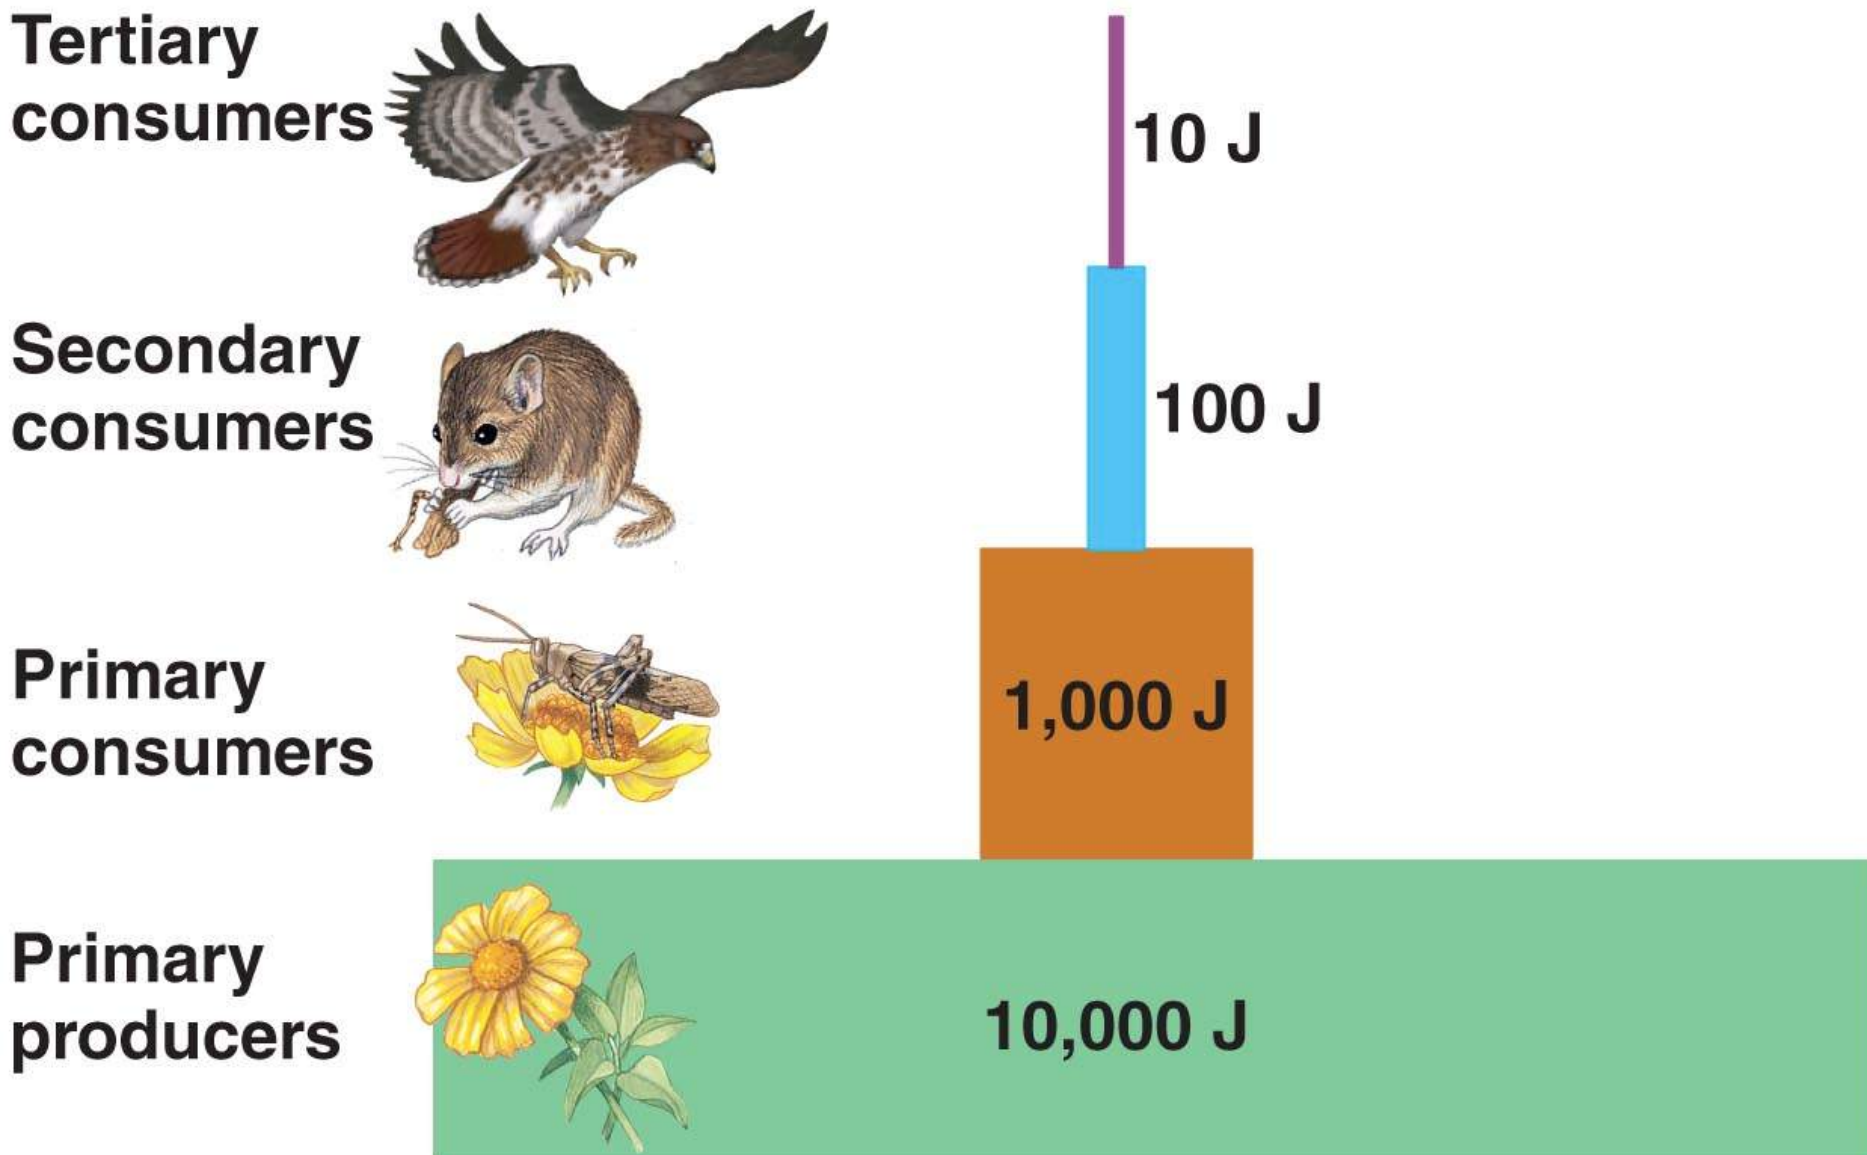 Tertiary
consumers
10 J
Secondary
consumers
100 J
Primary
consumers
1,000 J
Primary
producers
10,000 J